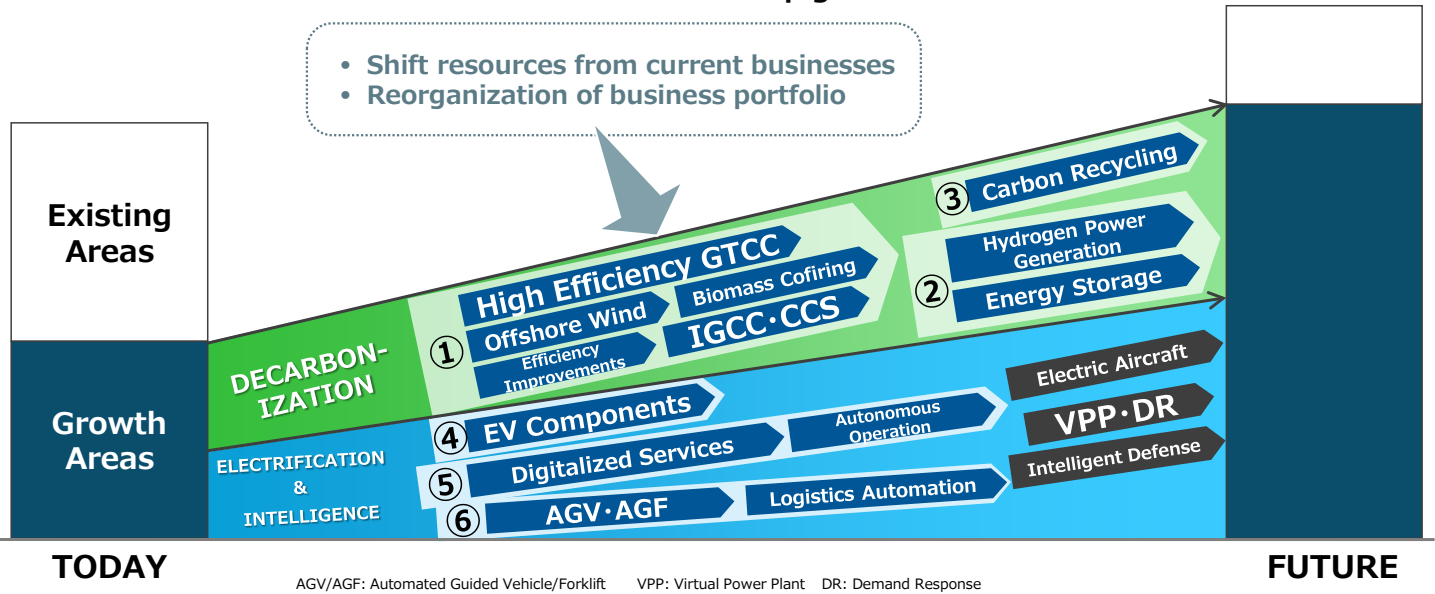 • Shift resources from current businesses
• Reorganization of business portfolio
Existing
Areas
Growth
Areas
DECARBON-
IZATION
①
High Efficiency GTCC
Offshore Wind
Biomass Cofiring
Efficiency
Improvements
IGCC・CCS
③
Carbon Recycling
②
Hydrogen Power
Generation
Energy Storage
ELECTRIFICATION
&
INTELLIGENCE
④
EV Components
⑤
Digitalized Services
Autonomous
Operation
⑥
AGV・AGF
Logistics Automation
Electric Aircraft
VPP・DR
Intelligent Defense
TODAY
FUTURE
AGV/AGF: Automated Guided Vehicle/Forklift VPP: Virtual Power Plant DR: Demand Response